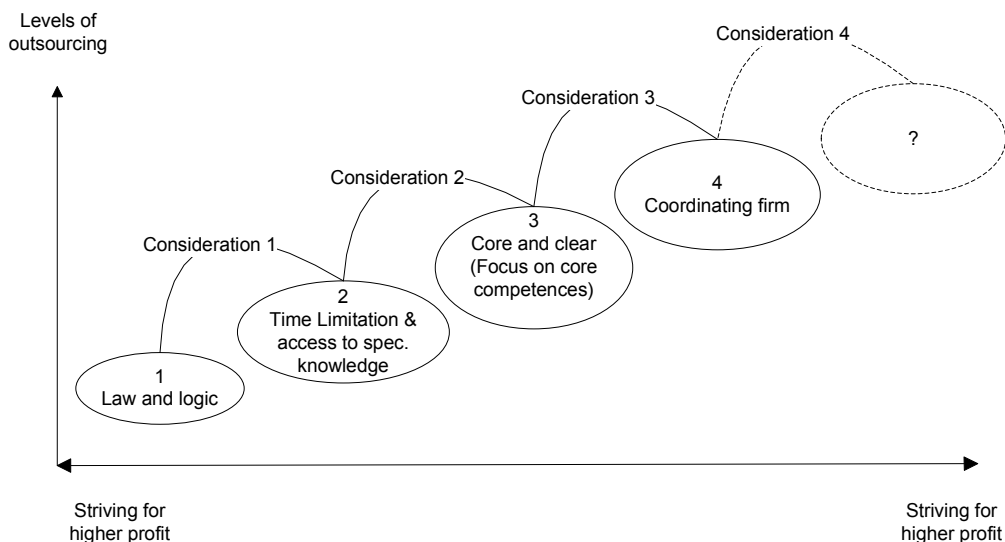 Levels of
outsourcing
Consideration 4
Consideration 3
?
Consideration 2
4
Coordinating firm
3
Core and clear
(Focus on core
competences)
Consideration 1
2
Time Limitation &
access to spec.
knowledge
1
Law and logic
Striving for
higher profit
Striving for
higher profit